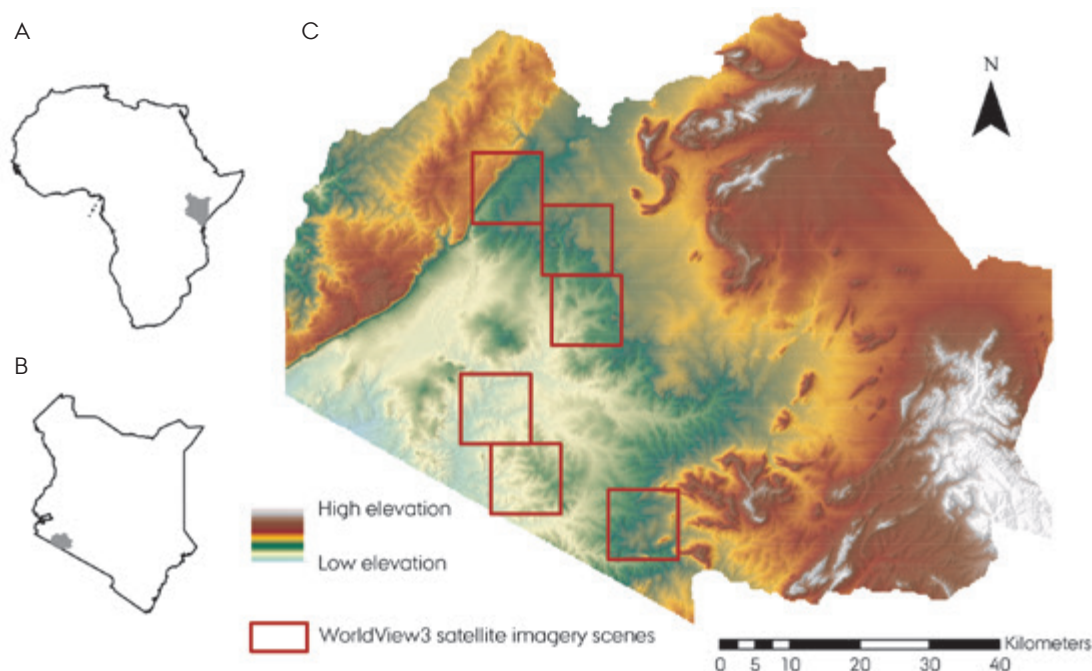 A
C
N
B
High elevation
Low elevation
WorldView3 satellite imagery scenes
Kilometers
0 5 10 20 30 40